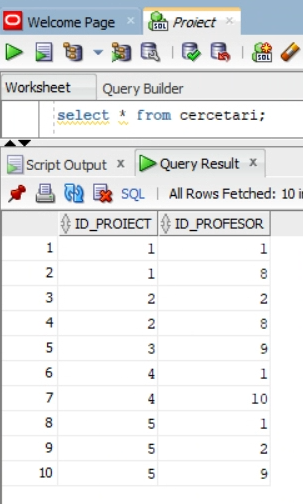 Welcome Page Proiect
Worksheet Query Builder
select * from cercetari;
Script Output x Query Result x
SQL | All Rows Fetched: 10 i
ID_PROIECT ID_PROFESOR
1 1 1
2 1 8
3 2 2
4 2 8
5 3 9
6 4 1
7 4 10
8 5 1
9 5 2
10 5 9